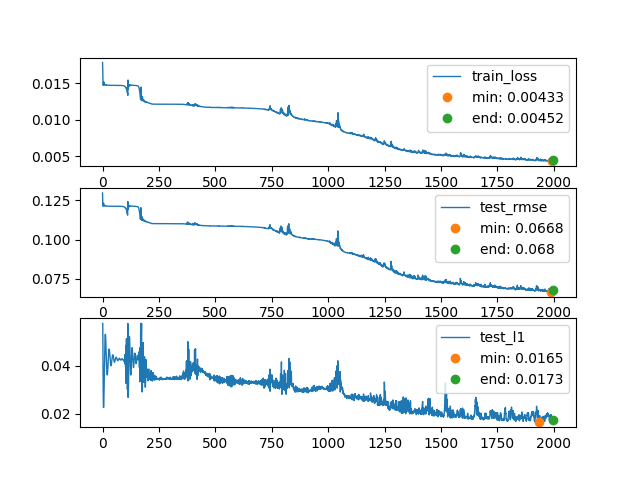 0.015
0.010
0.005
train_loss
min: 0.00433
end: 0.00452
0 250 500 750 1000 1250 1500 1750 2000
0.125
0.100
0.075
test_rmse
min: 0.0668
end: 0.068
0 250 500 750 1000 1250 1500 1750 2000
0.04
0.02
test_l1
min: 0.0165
end: 0.0173
0 250 500 750 1000 1250 1500 1750 2000